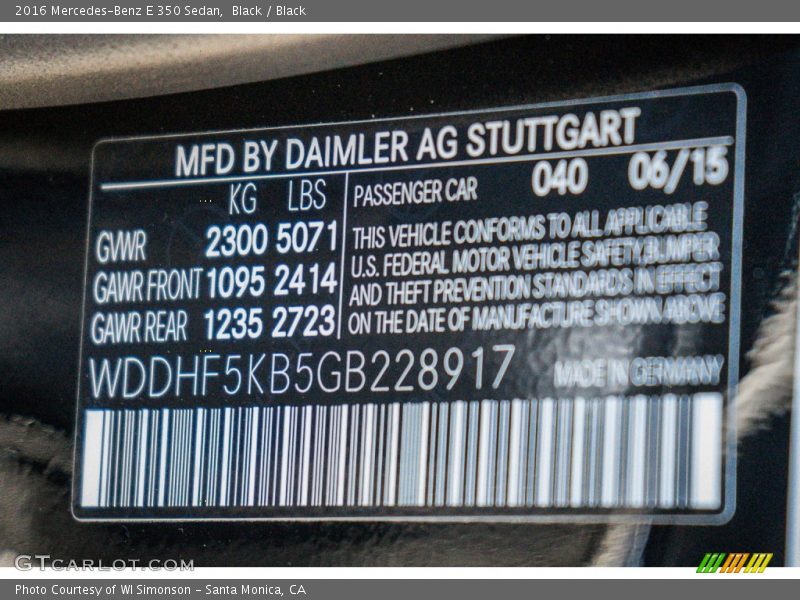 2016 Mercedes-Benz E 350 Sedan, Black / Black
MFD BY DAIMLER AG STUTTGART
KG LBS
GVWR 2300 5071
GAWR FRONT 1095 2414
GAWR REAR 1235 2723
PASSENGER CAR 040 06/15
THIS VEHICLE CONFORMS TO ALL APPLICABLE
U.S. FEDERAL MOTOR VEHICLE SAFETY,BUMPER
AND THEFT PREVENTION STANDARDS IN EFFECT
ON THE DATE OF MANUFACTURE SHOWN ABOVE
WDDHF5KB5GB228917
MADE IN GERMANY
GTCARLOT.COM
Photo Courtesy of WI Simonson - Santa Monica, CA